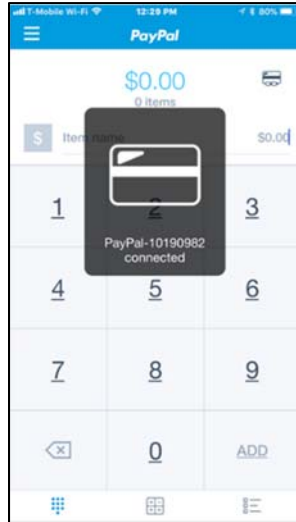 T-Mobile Wi-Fi 12:29 PM 80%
PayPal
$0.00
0 items
S Item name $0.00
1 2 3
PayPal-10190982
connected
4 5 6
7 8 9
0 ADD